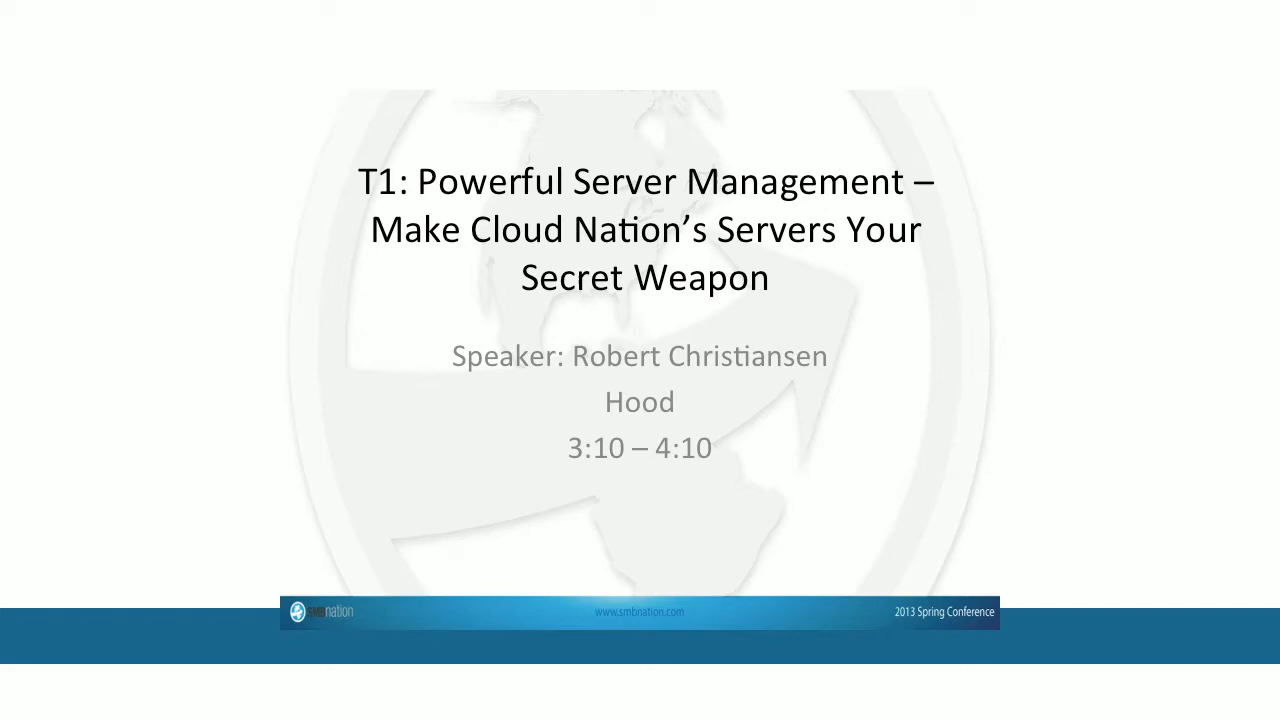 T1: Powerful Server Management –
Make Cloud Nation’s Servers Your
Secret Weapon
Speaker: Robert Christiansen
Hood
3:10 – 4:10
SMBnation
www.smbnation.com
2013 Spring Conference